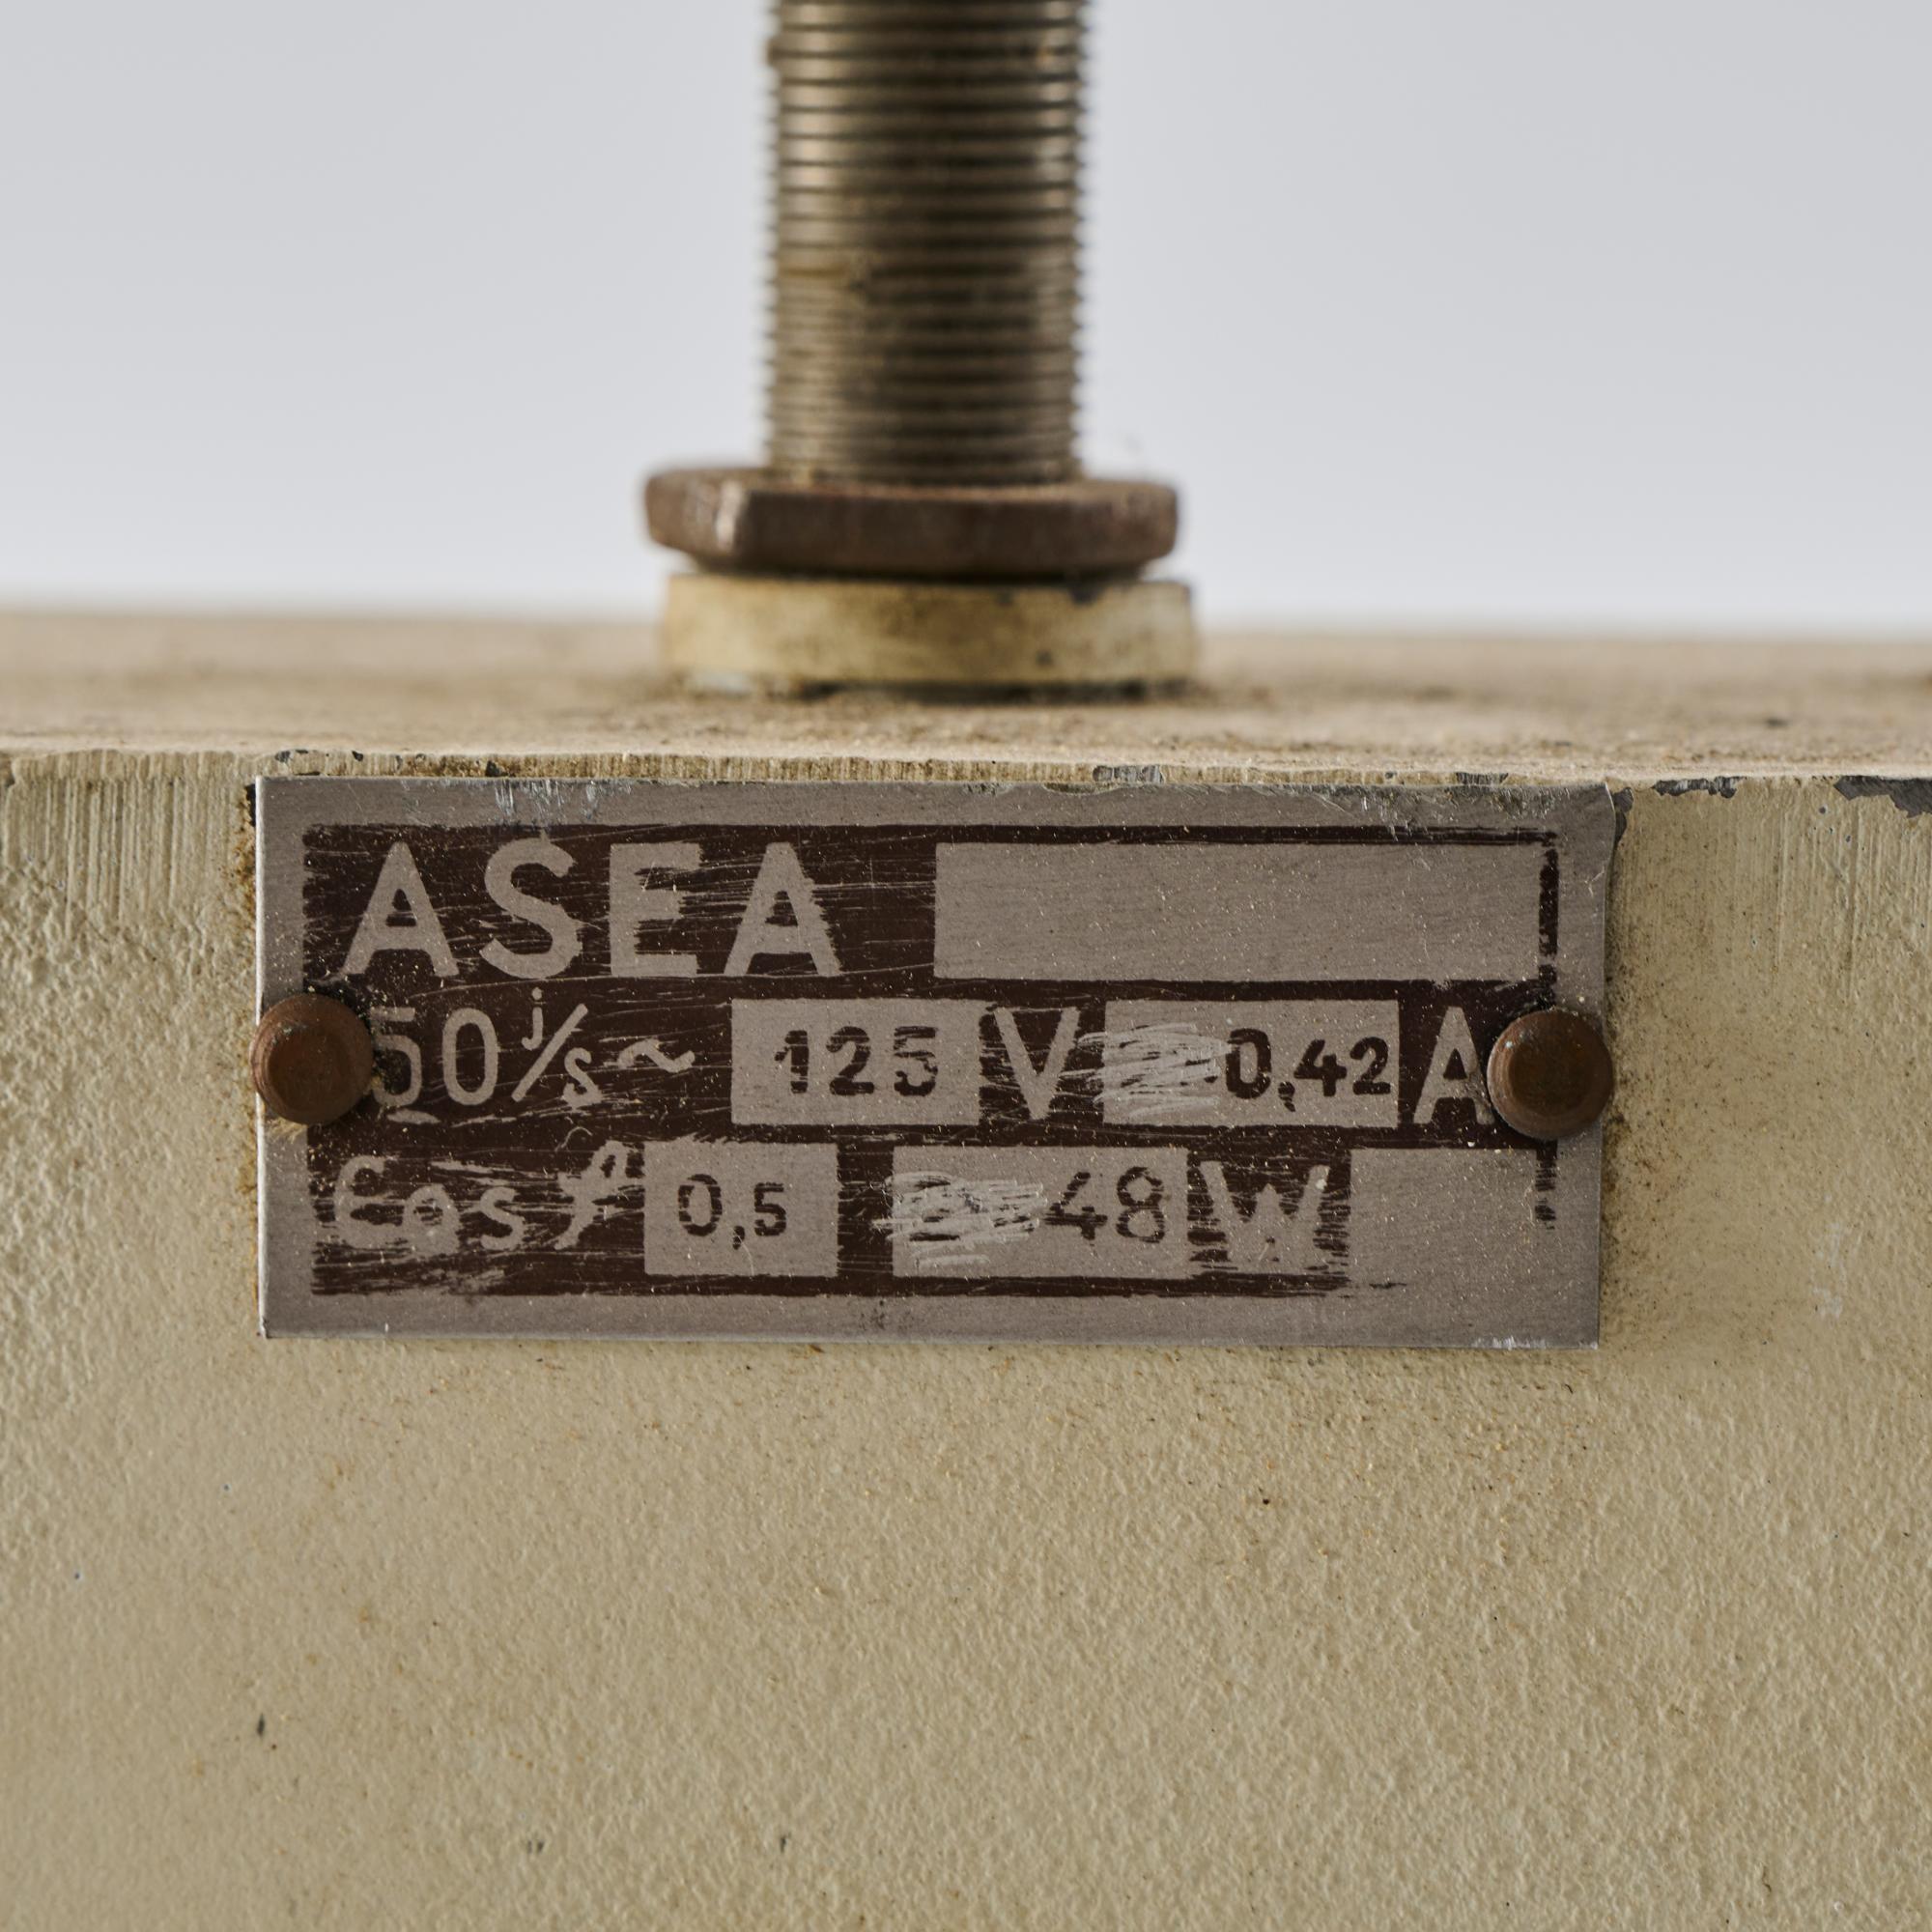 ASEA
50 j/s ~ 125 V 0,42 A
Cos φ 0,5 48 W